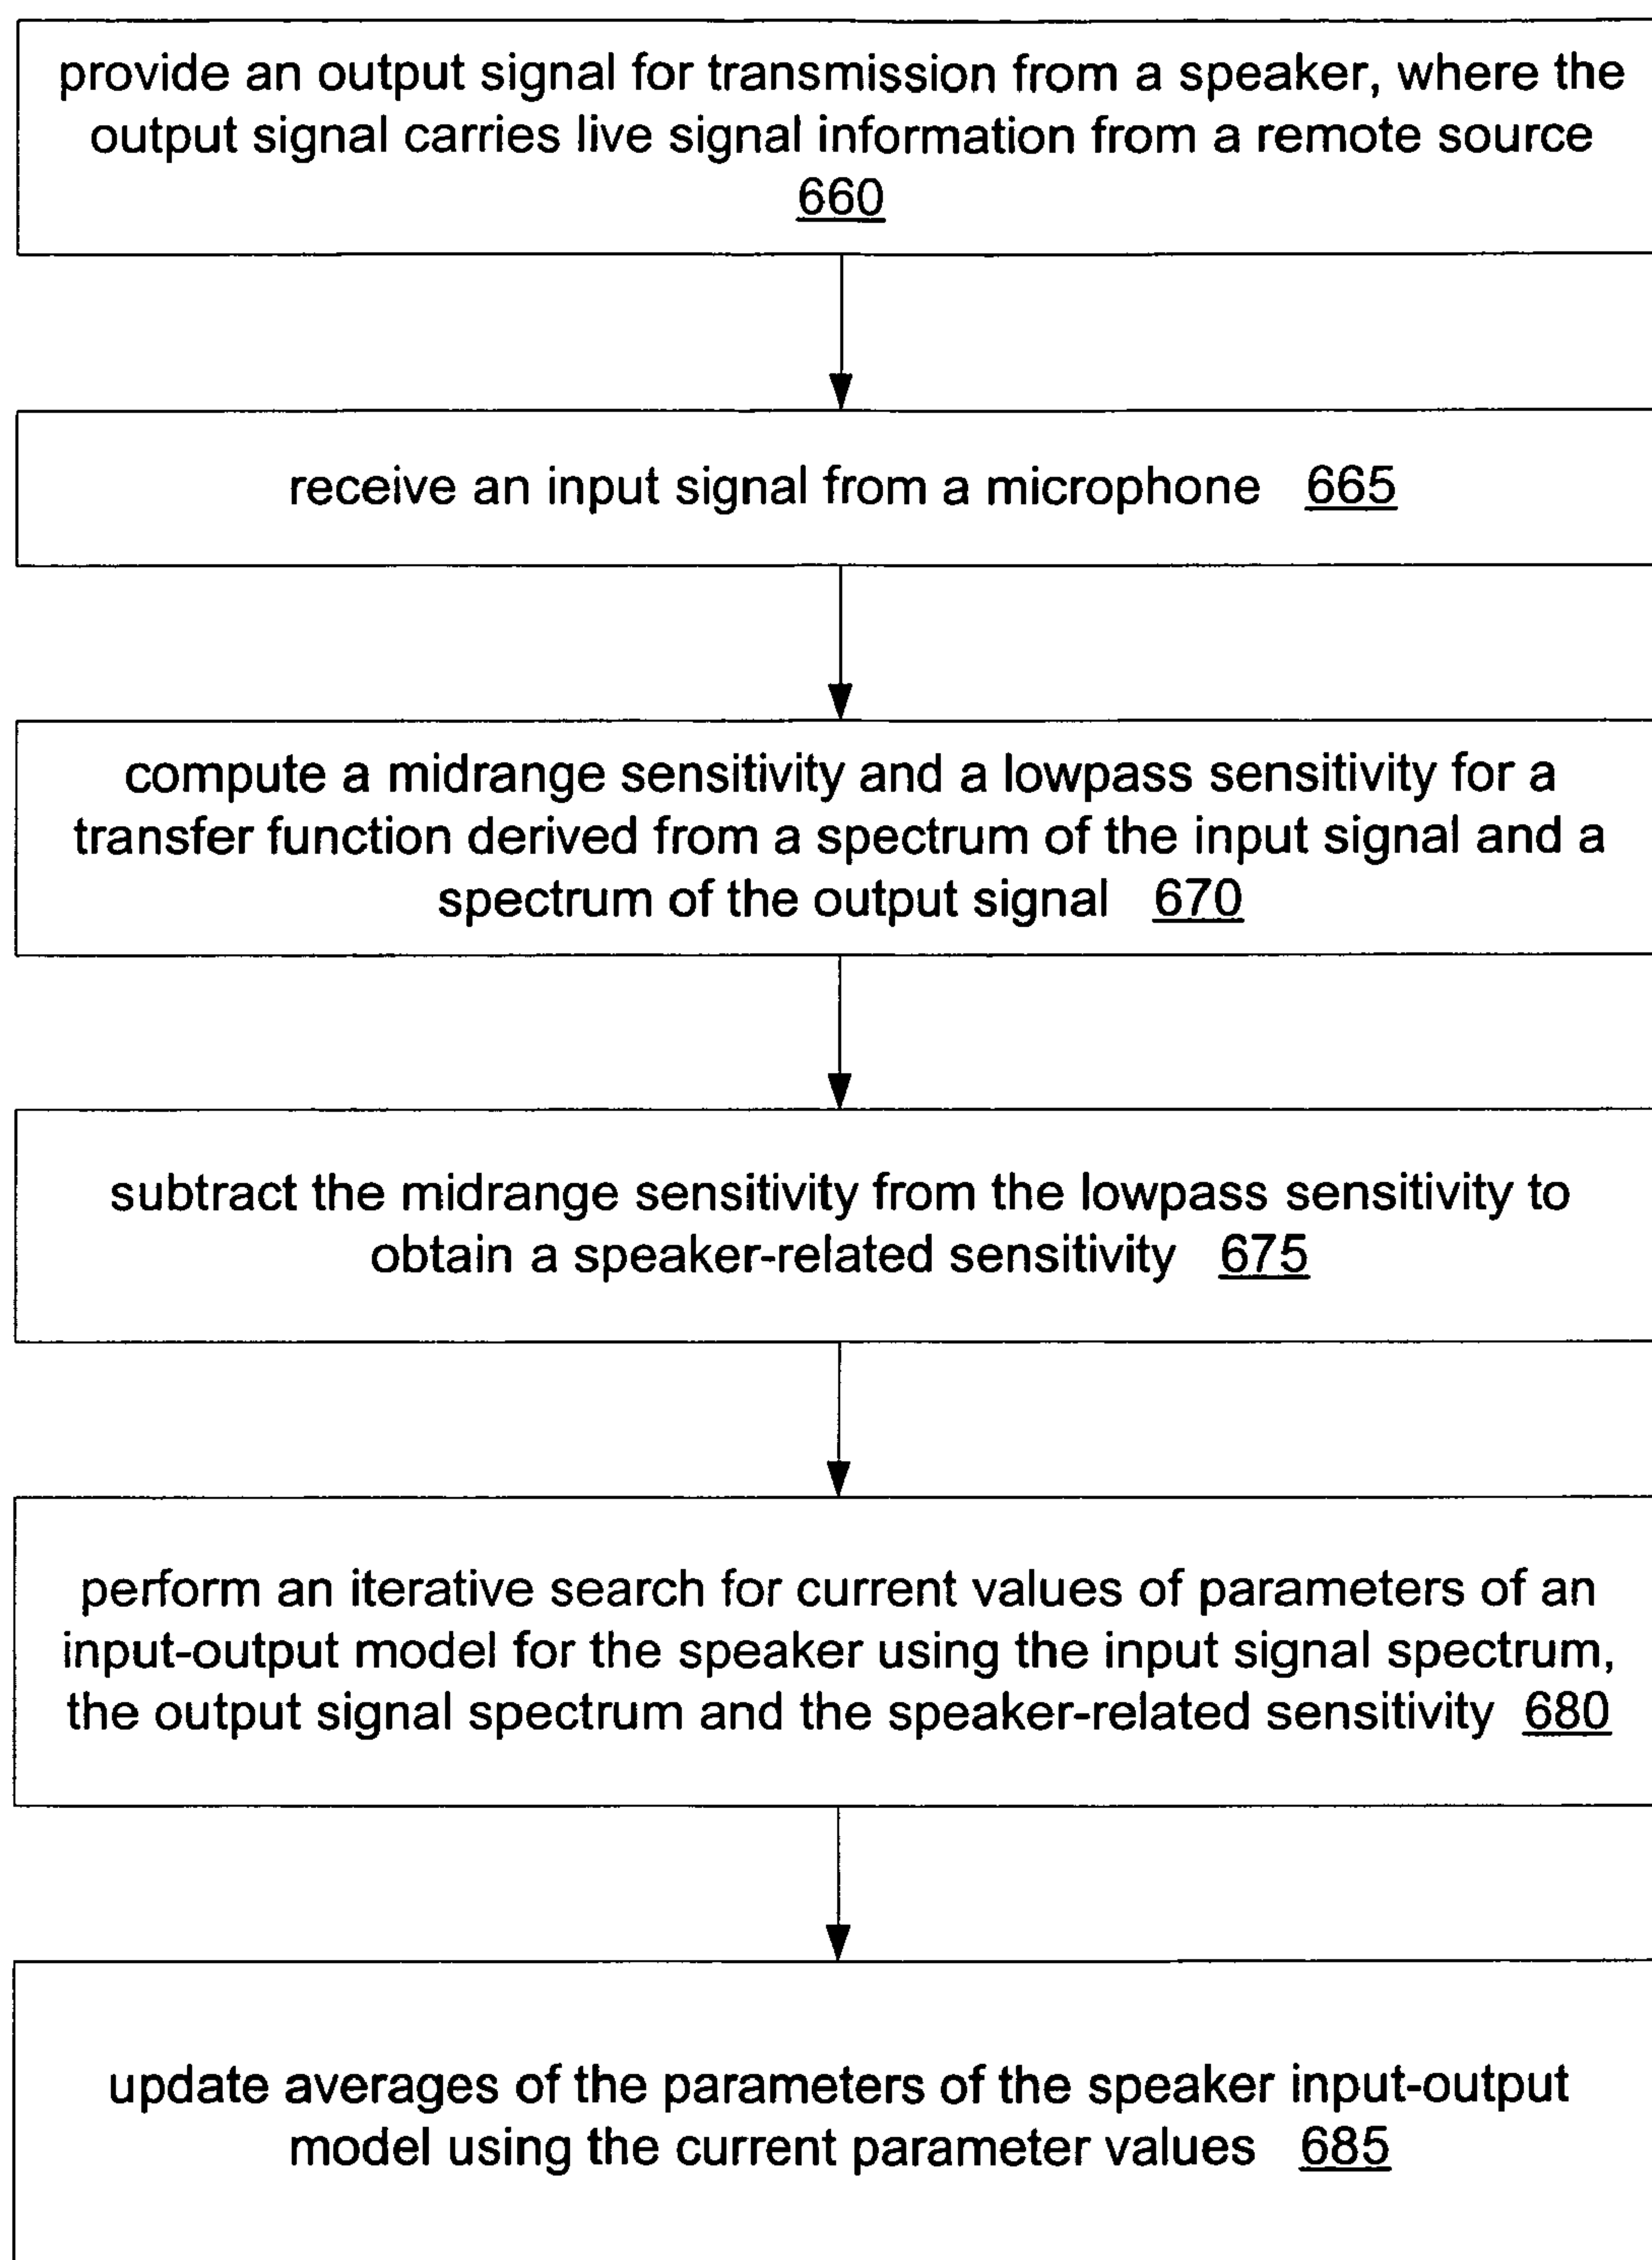 provide an output signal for transmission from a speaker, where the
output signal carries live signal information from a remote source
660
receive an input signal from a microphone 665
compute a midrange sensitivity and a lowpass sensitivity for a
transfer function derived from a spectrum of the input signal and a
spectrum of the output signal 670
subtract the midrange sensitivity from the lowpass sensitivity to
obtain a speaker-related sensitivity 675
perform an iterative search for current values of parameters of an
input-output model for the speaker using the input signal spectrum,
the output signal spectrum and the speaker-related sensitivity 680
update averages of the parameters of the speaker input-output
model using the current parameter values 685